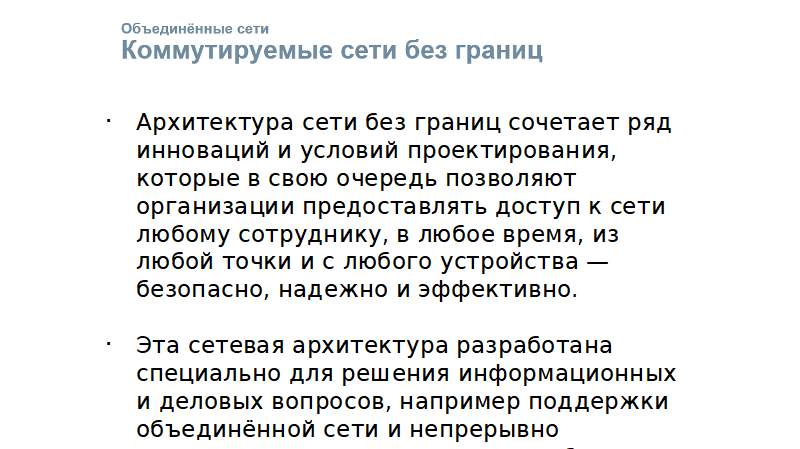 Объединённые сети
Коммутируемые сети без границ
· Архитектура сети без границ сочетает ряд
инноваций и условий проектирования,
которые в свою очередь позволяют
организации предоставлять доступ к сети
любому сотруднику, в любое время, из
любой точки и с любого устройства —
безопасно, надежно и эффективно.
· Эта сетевая архитектура разработана
специально для решения информационных
и деловых вопросов, например поддержки
объединённой сети и непрерывно